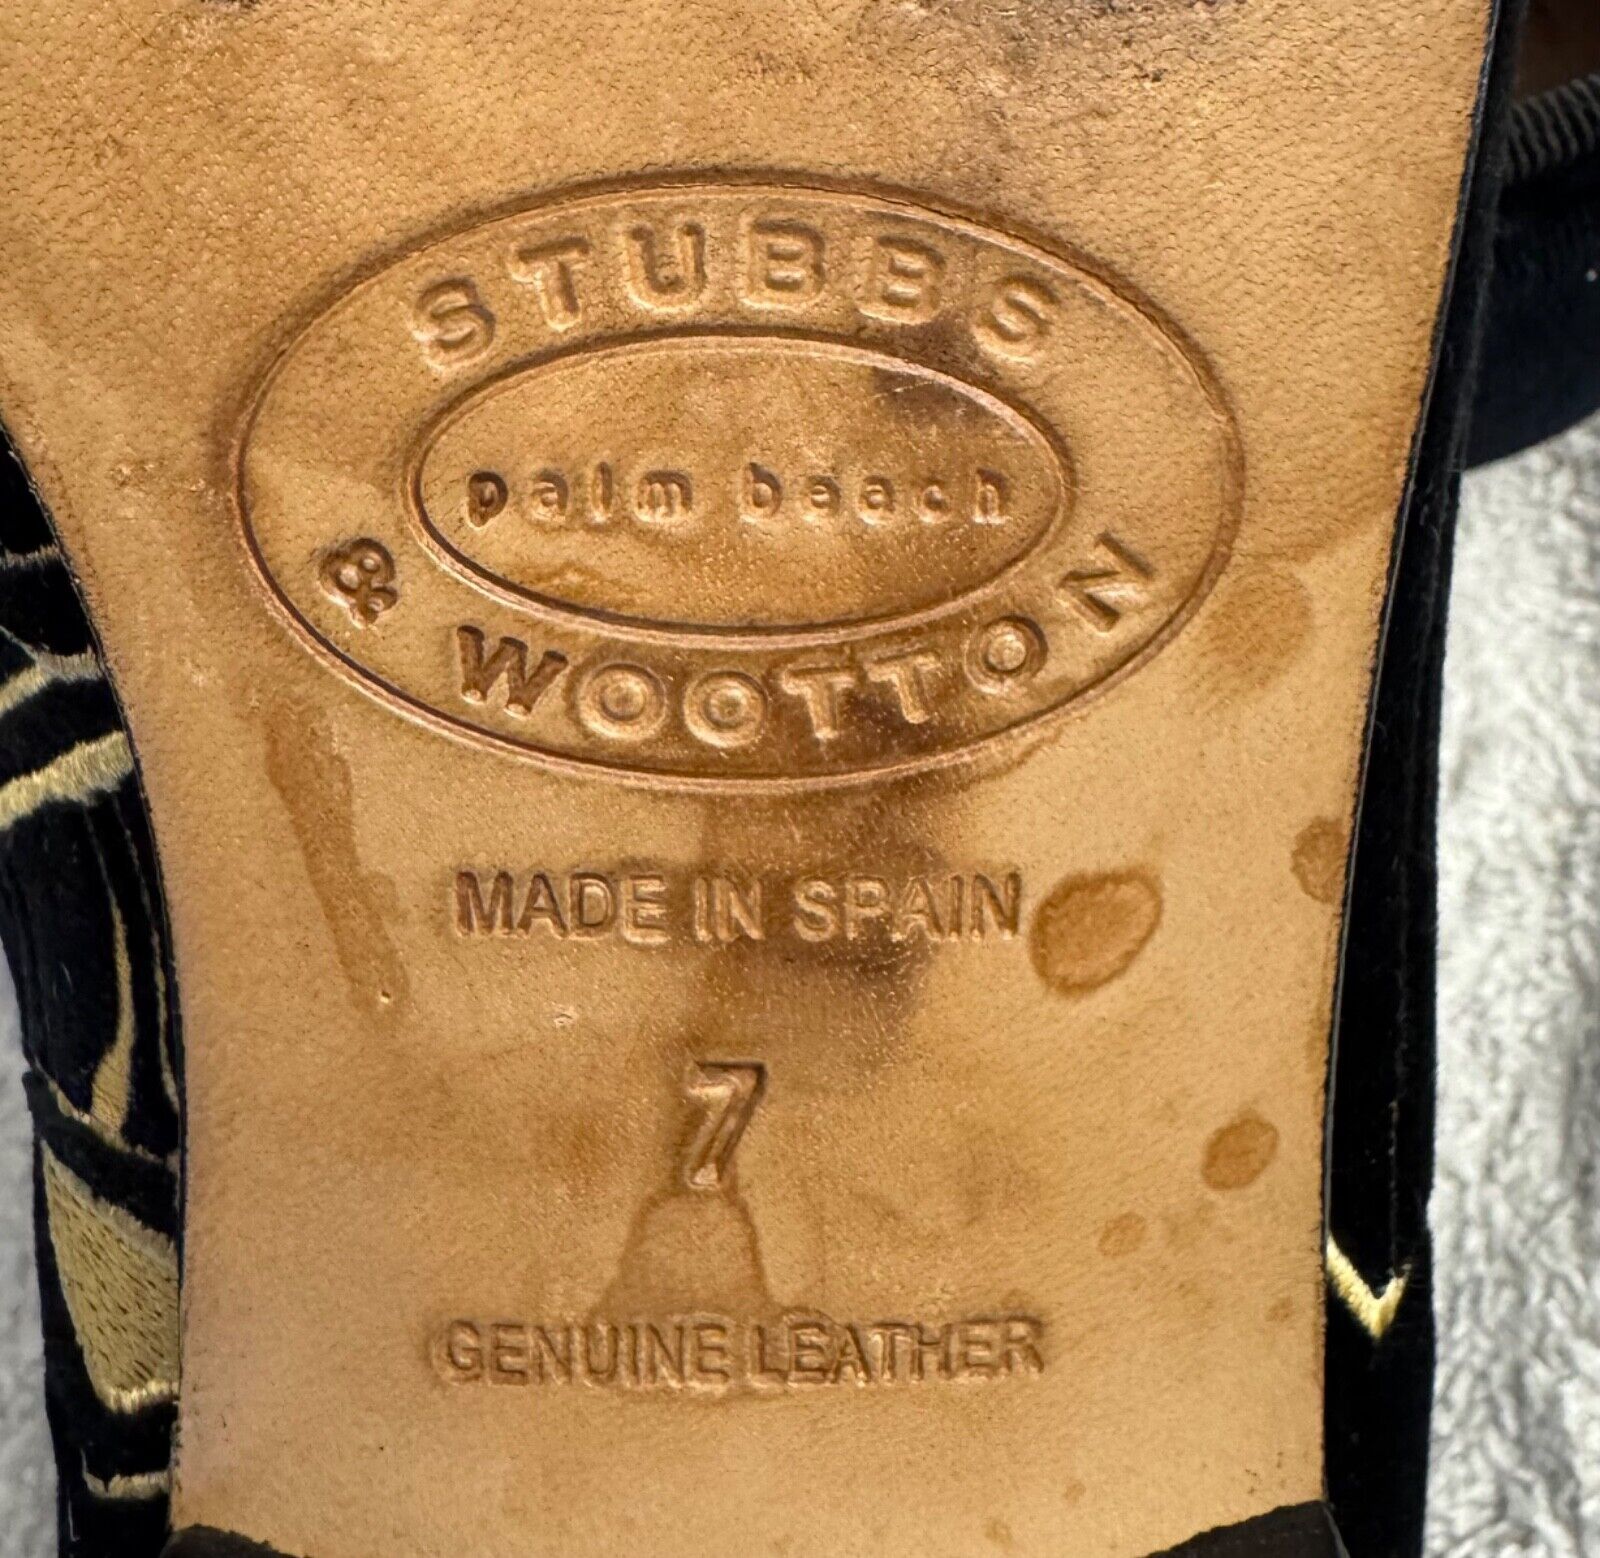 STUBBS
palm beach
& WOOTTON
MADE IN SPAIN
7
GENUINE LEATHER